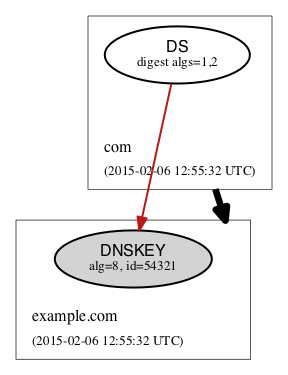 DS
digest algs=1,2
com
(2015-02-06 12:55:32 UTC)
DNSKEY
alg=8, id=54321
example.com
(2015-02-06 12:55:32 UTC)